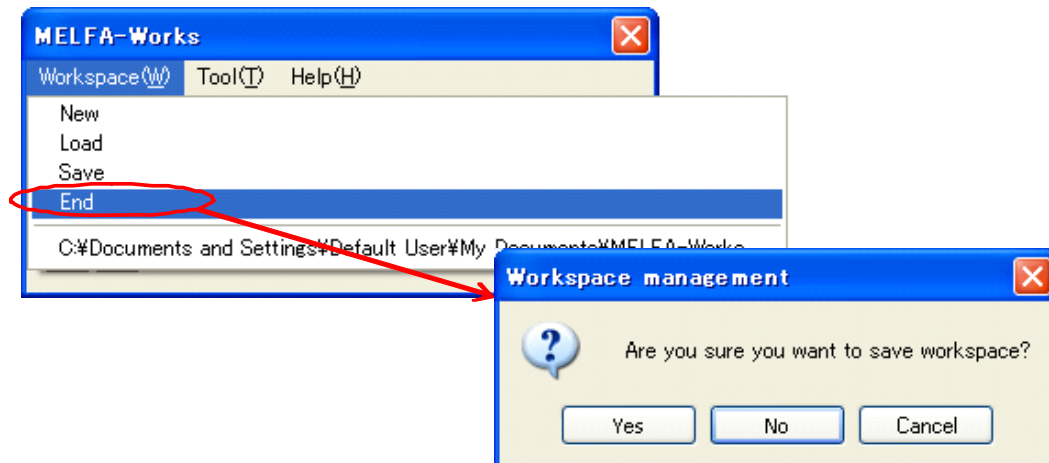 MELFA-Works
Workspace(W) Tool(T) Help(H)
New
Load
Save
End
C:¥Documents and Settings¥Default User¥My Documents¥MELFA-Works
Workspace management
Are you sure you want to save workspace?
Yes No Cancel